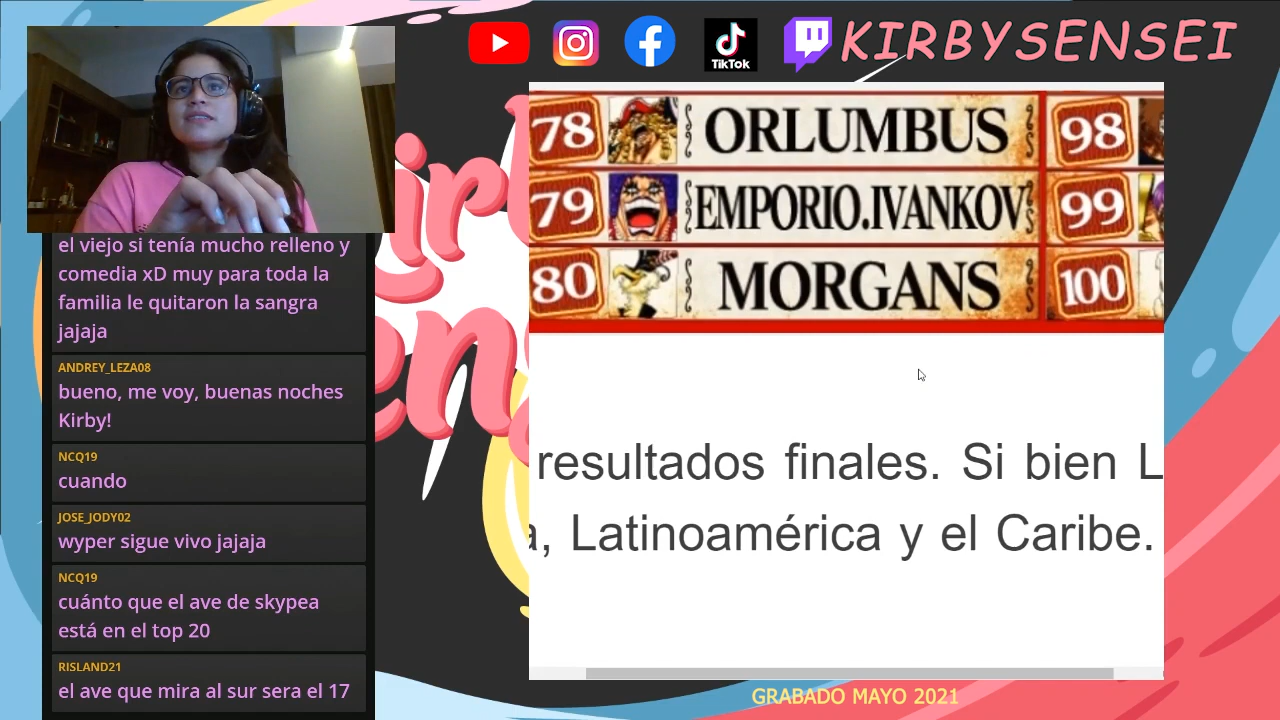 TikTok
KIRBYSENSEI
78 ORLUMBUS 98
79 EMPORIO.IVANKOV 99
80 MORGANS 100
resultados finales. Si bien L
, Latinoamérica y el Caribe.
el viejo si tenía mucho relleno y
comedia xD muy para toda la
familia le quitaron la sangra
jajaja
ANDREY_LEZA08
bueno, me voy, buenas noches
Kirby!
NCQ19
cuando
JOSE_JODY02
wyper sigue vivo jajaja
NCQ19
cuánto que el ave de skypea
está en el top 20
RISLAND21
el ave que mira al sur sera el 17
GRABADO MAYO 2021